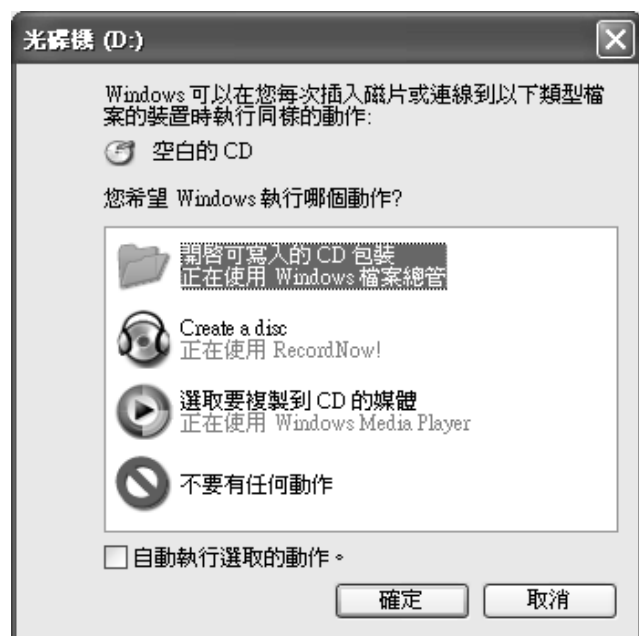 光碟機 (D:)
Windows 可以在您每次插入磁片或連線到以下類型檔
案的裝置時執行同樣的動作:
空白的 CD
您希望 Windows 執行哪個動作?
開啓可寫入的 CD 包裝
正在使用 Windows 檔案總管
Create a disc
正在使用 RecordNow!
選取要複製到 CD 的媒體
正在使用 Windows Media Player
不要有任何動作
自動執行選取的動作。
確定 取消